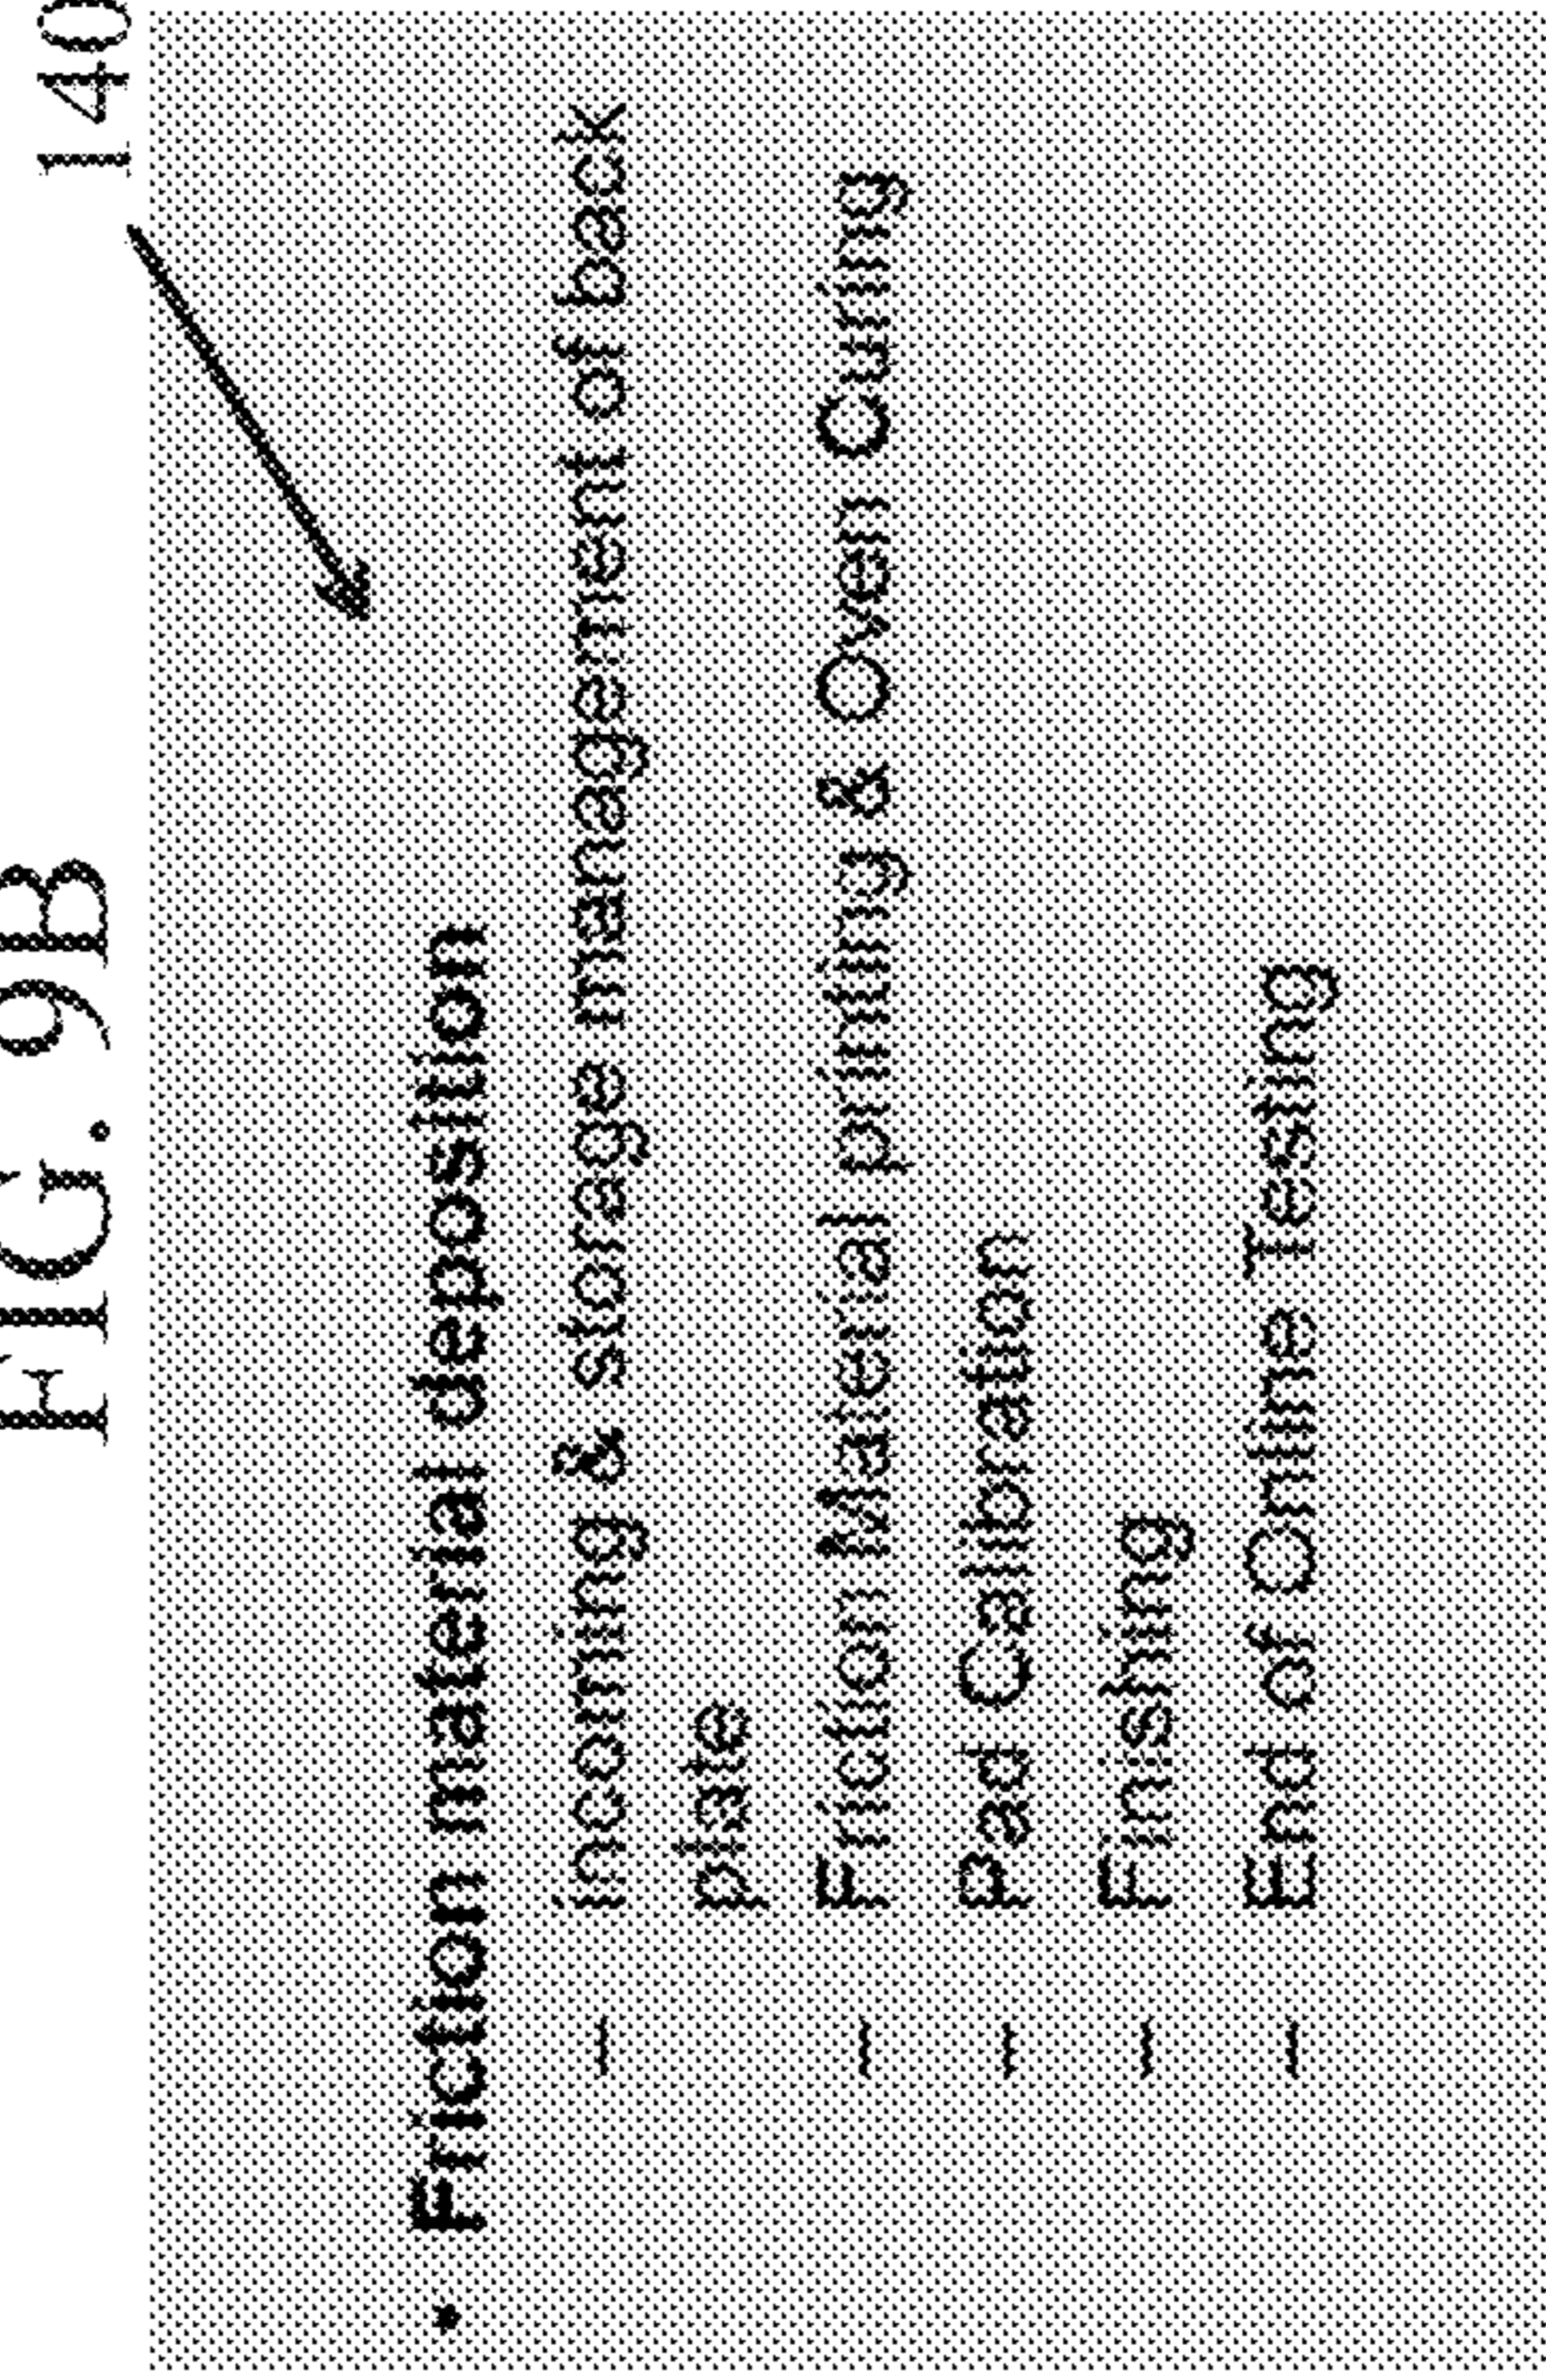 FIG. 9B
140
• Friction material deposition
– incoming & storage management of back
plate
– Friction Material printing & Oven Curing
– Pad Calibration
– Finishing
– End of Online Testing